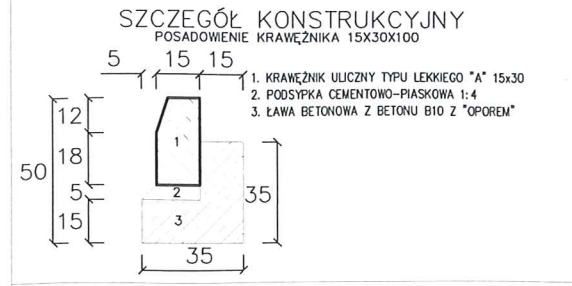 SZCZEGÓŁ KONSTRUKCYJNY
POSADOWIENIE KRAWĘŻNIKA 15X30X100
5 15 15
1. KRAWĘŻNIK ULICZNY TYPU LEKKIEGO "A" 15x30
2. PODSYPKA CEMENTOWO-PIASKOWA 1:4
3. ŁAWA BETONOWA Z BETONU B10 Z "OPOREM"
12
1
18
50
5
2
35
15
3
35